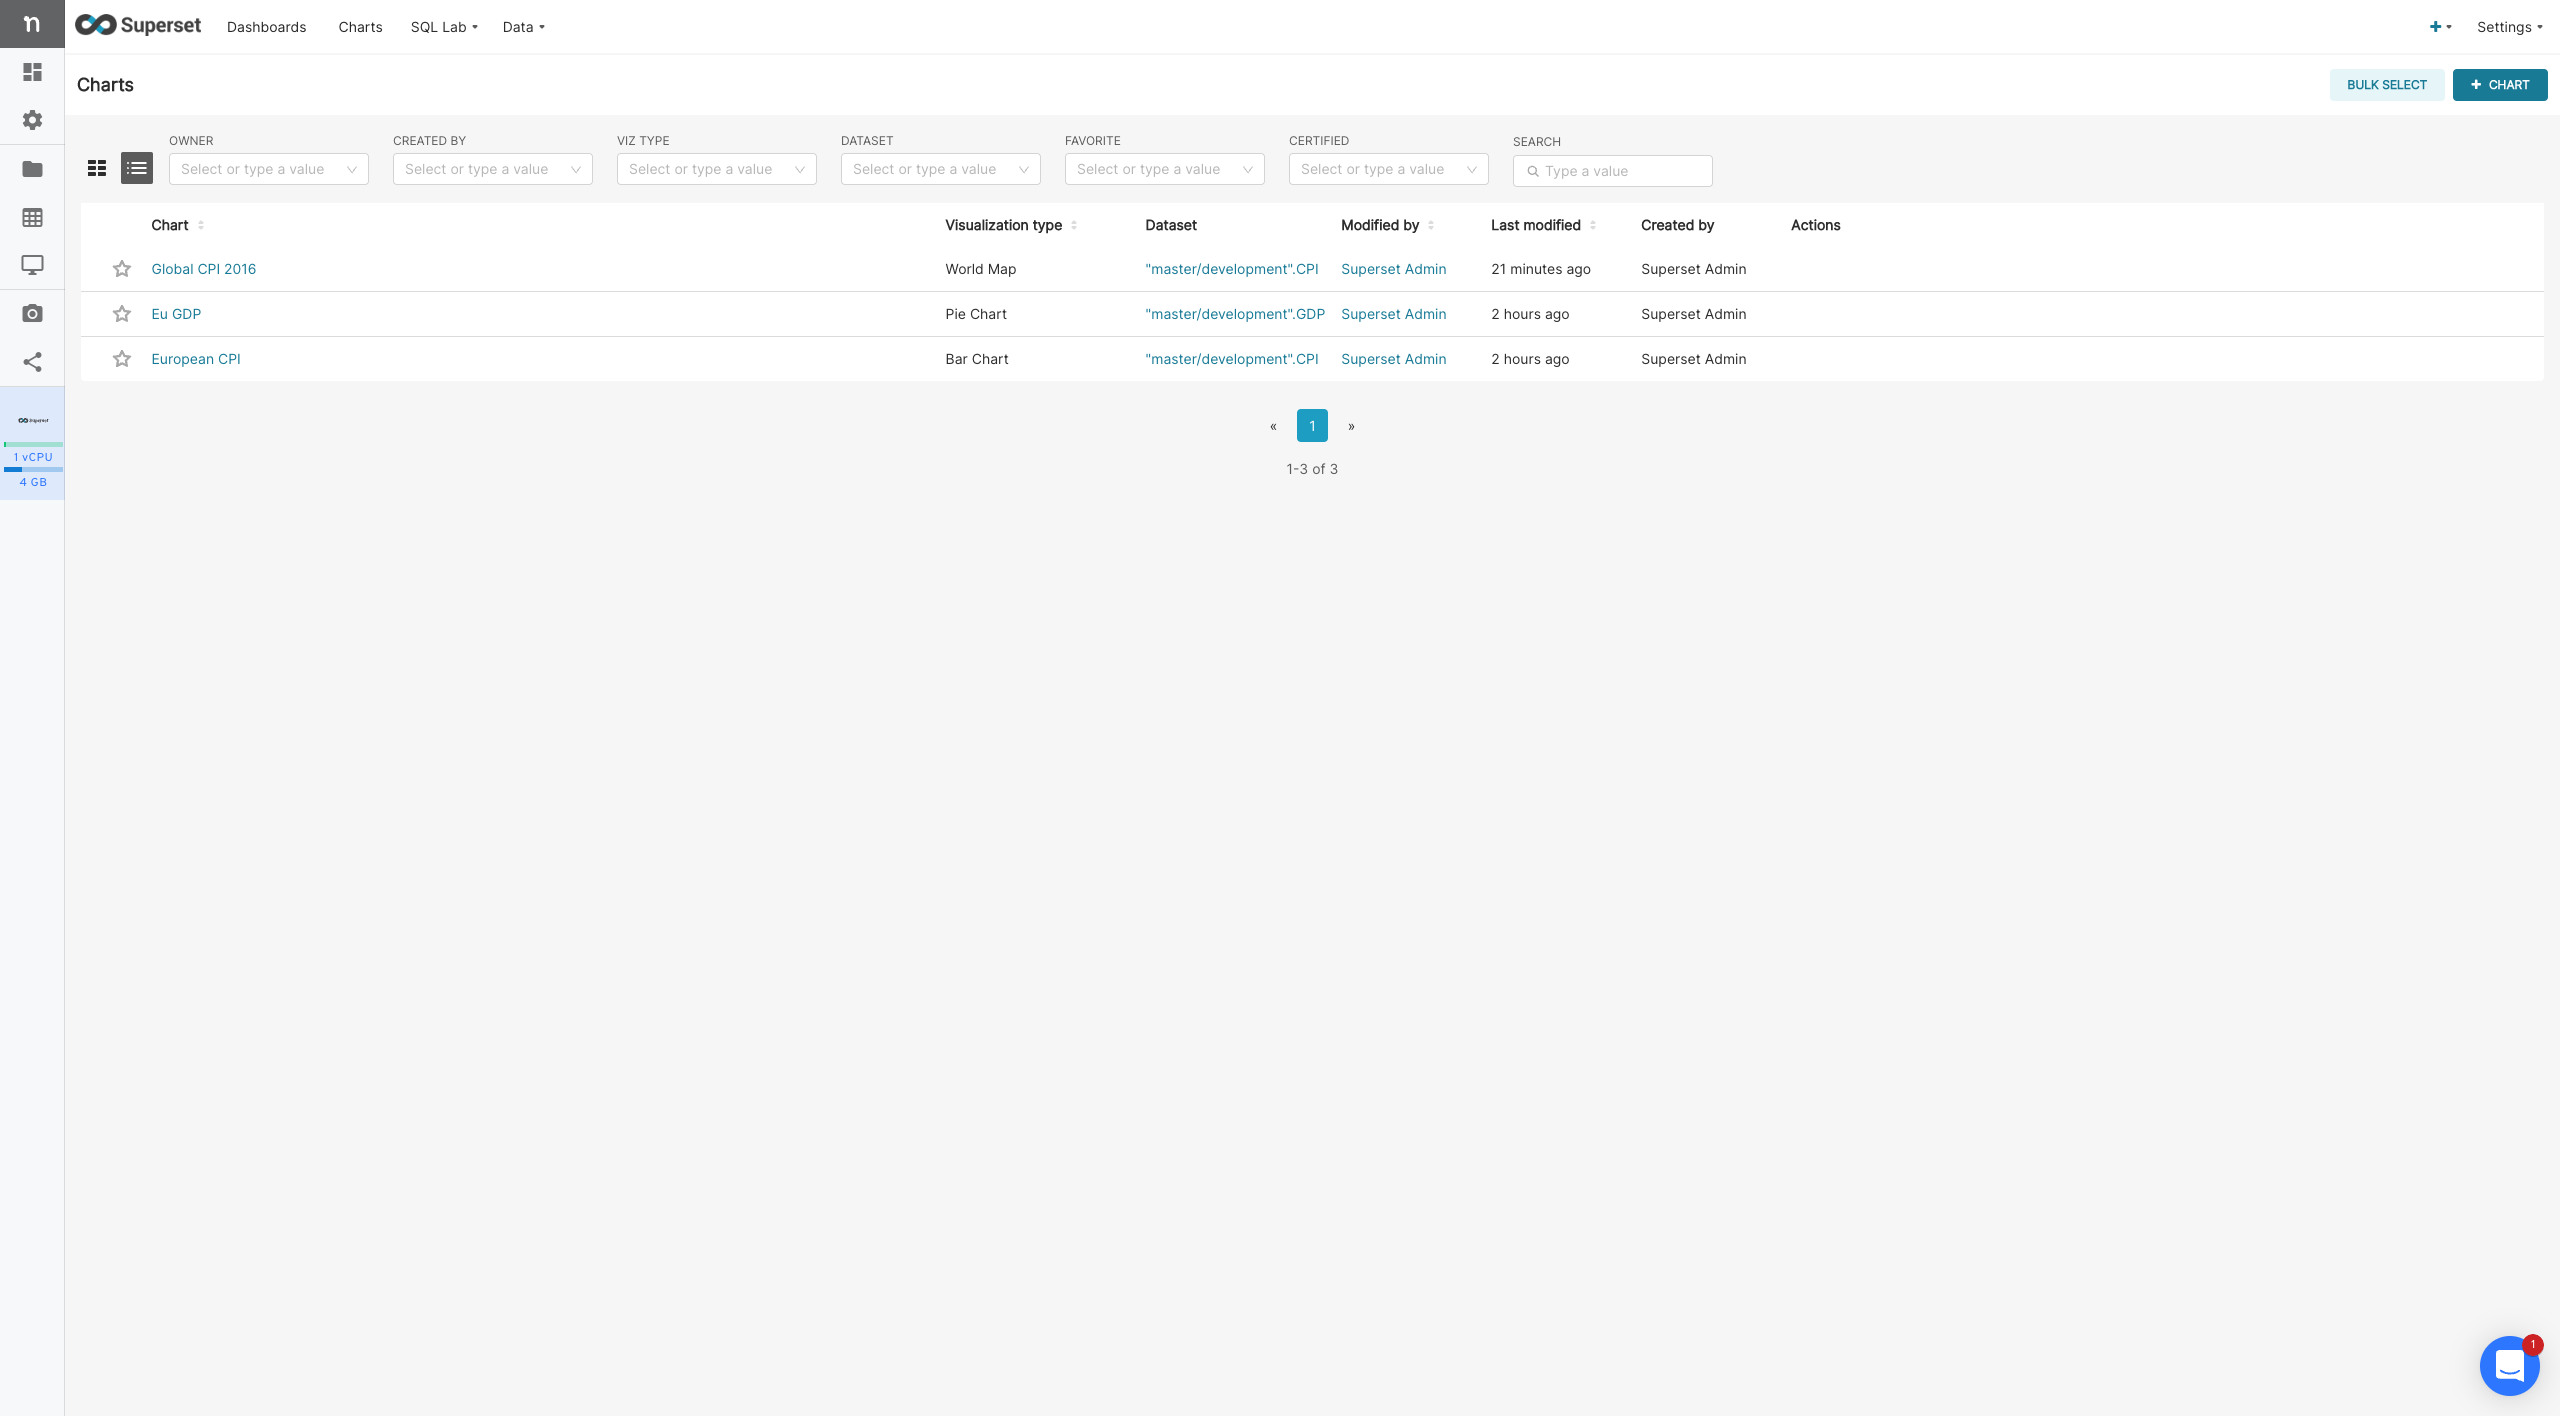 n Superset Dashboards Charts SQL Lab Data Settings
Charts BULK SELECT + CHART
OWNER CREATED BY VIZ TYPE DATASET FAVORITE CERTIFIED SEARCH
Select or type a value Select or type a value Select or type a value Select or type a value Select or type a value Select or type a value Type a value
Chart Visualization type Dataset Modified by Last modified Created by Actions
Global CPI 2016 World Map "master/development".CPI Superset Admin 21 minutes ago Superset Admin
Eu GDP Pie Chart "master/development".GDP Superset Admin 2 hours ago Superset Admin
European CPI Bar Chart "master/development".CPI Superset Admin 2 hours ago Superset Admin
Superset
« 1 »
1 vCPU
1-3 of 3
4 GB
1